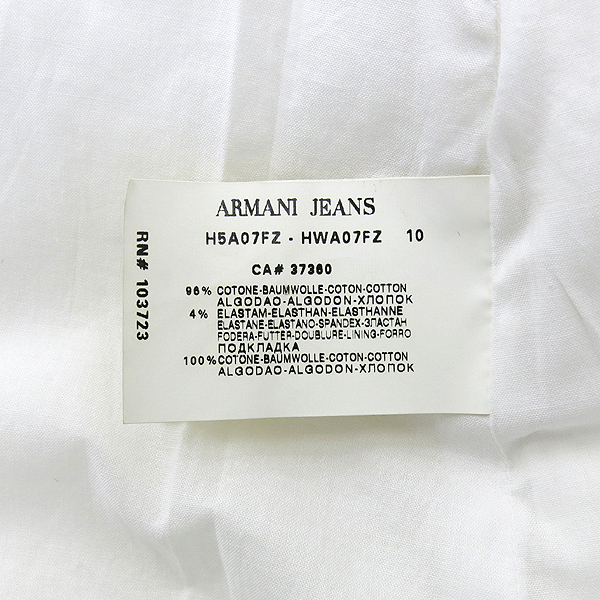 ARMANI JEANS
H5A07FZ - HWA07FZ 10
CA# 37360
96% COTONE-BAUMWOLLE-COTON-COTTON
ALGODAO-ALGODON-ХЛОПОК
4% ELASTAM-ELASTHAN-ELASTHANNE
ELASTANE-ELASTANO-SPANDEX-ЭЛАСТАН
FODERA-FUTTER-DOUBLURE-LINING-FORRO
ПОДКЛАДКА
100% COTONE-BAUMWOLLE-COTON-COTTON
ALGODAO-ALGODON-ХЛОПОК
RN# 103723